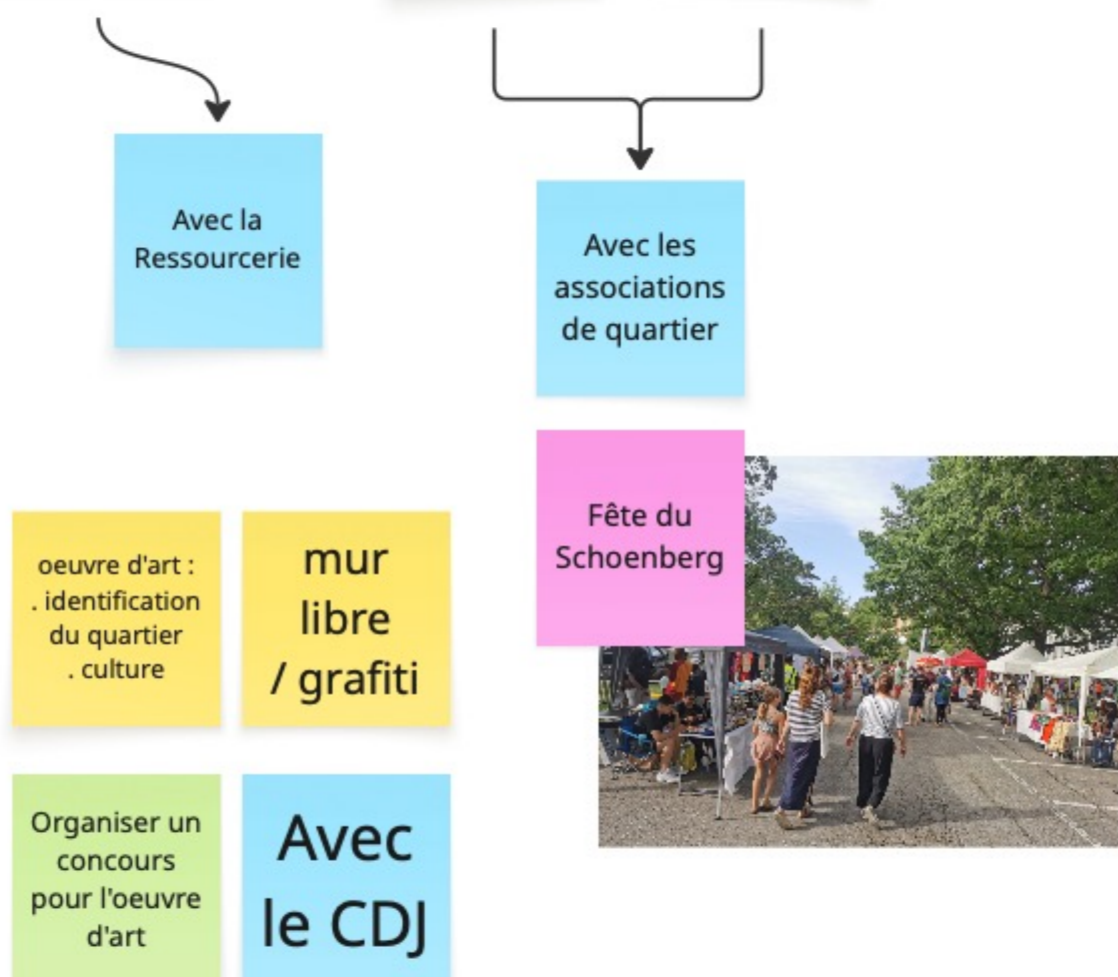 Avec la
Ressourcerie
Avec les
associations
de quartier
Fête du
Schoenberg
oeuvre d'art :
. identification
du quartier
. culture
mur
libre
/ grafiti
Organiser un
concours
pour l'oeuvre
d'art
Avec
le CDJ